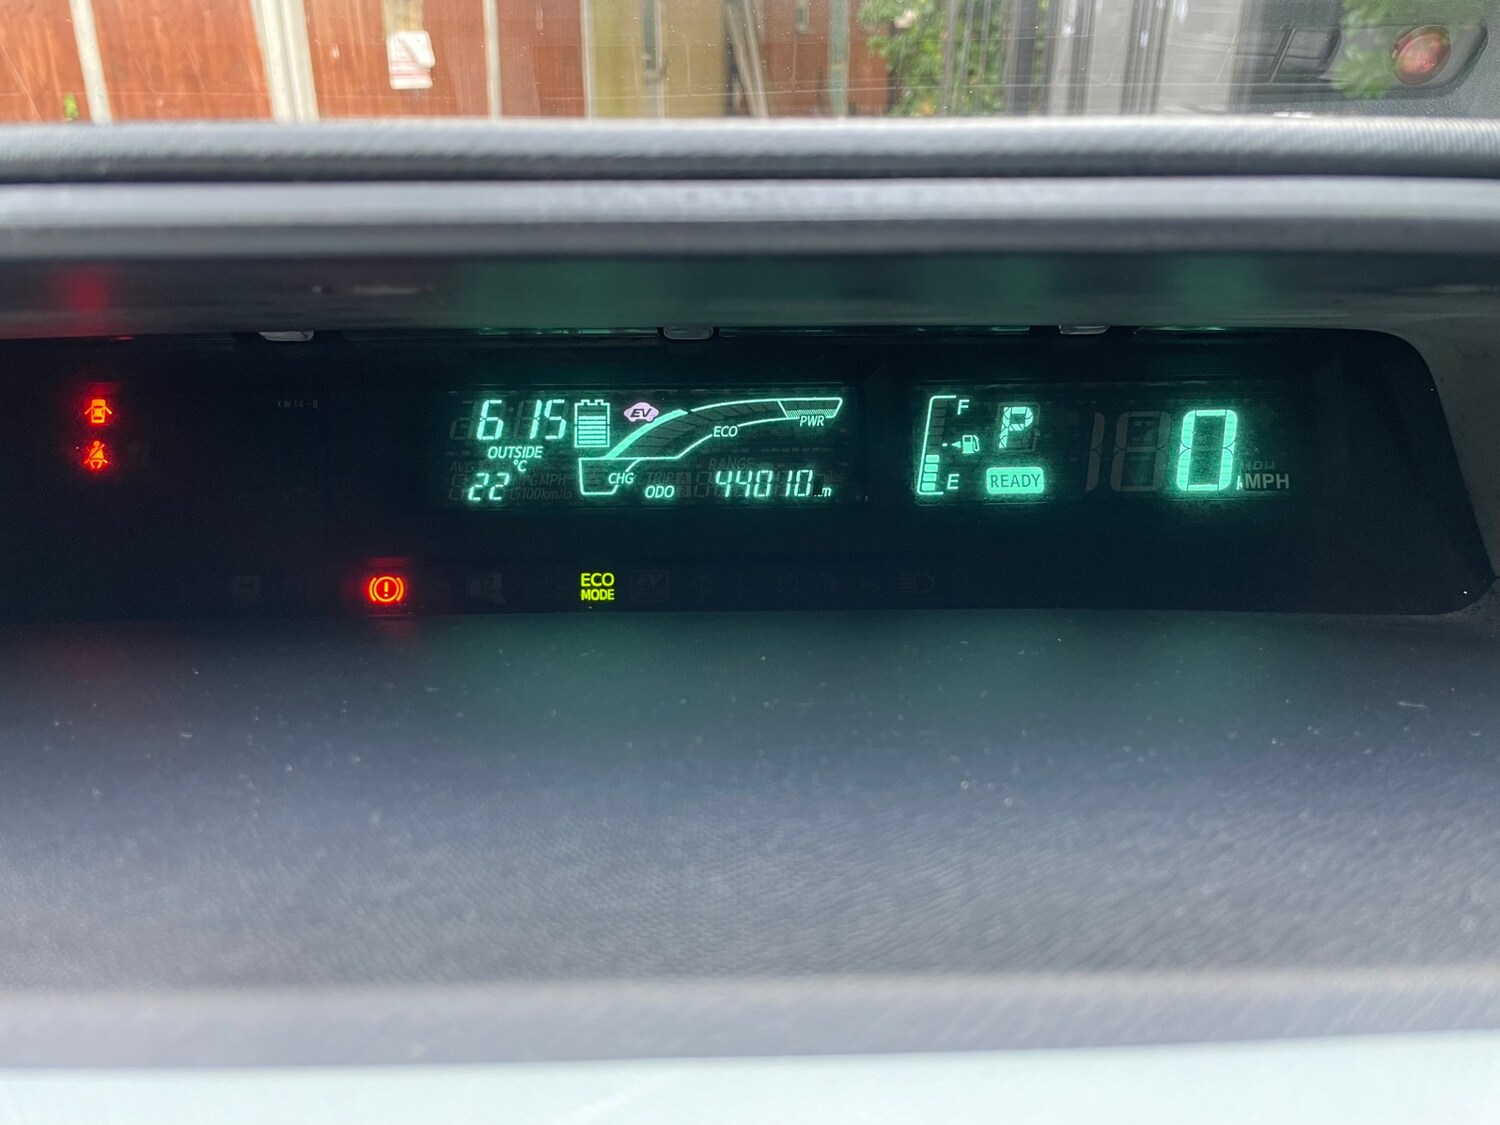 6:15
EV
F
P
0
OUTSIDE
°C
ECO
PWR
22
CHG
ODO
44010 m
E
READY
MPH
ECO
MODE